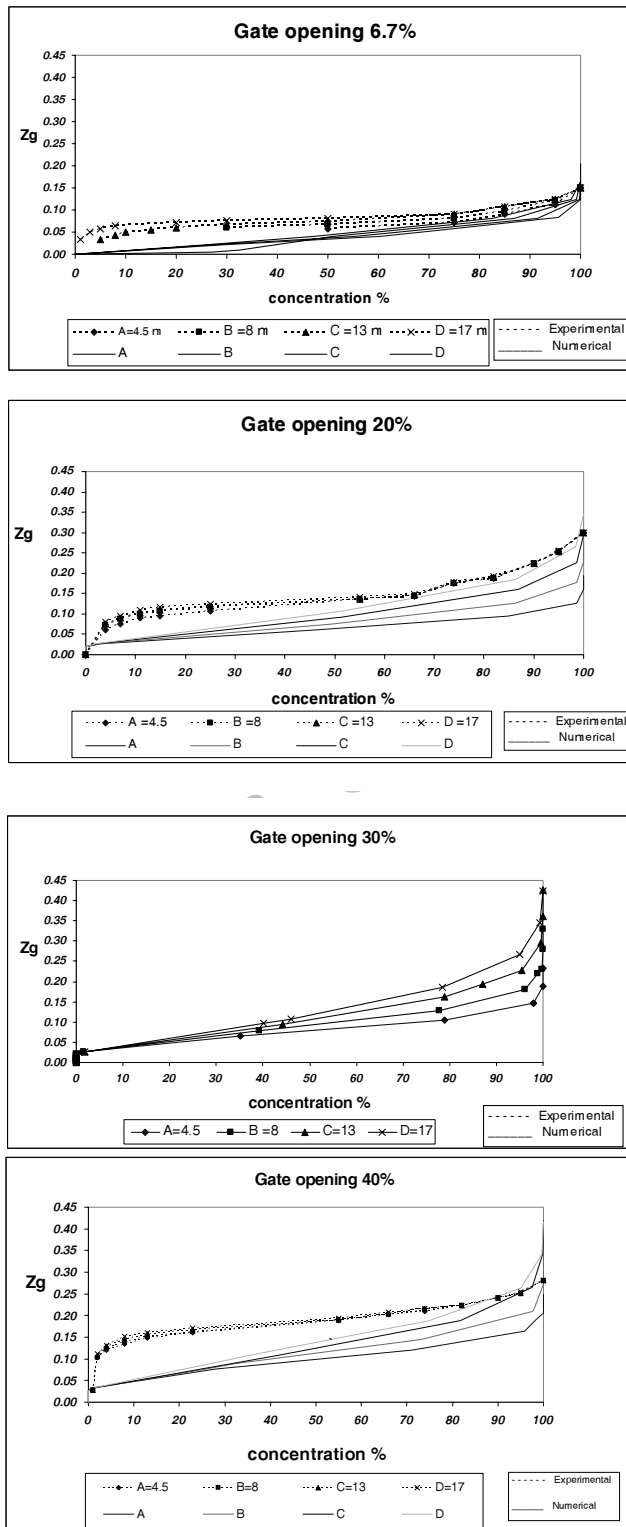 Gate opening 6.7%
0.45
0.40
0.35
0.30
Zg
0.25
0.20
0.15
0.10
0.05
0.00
0 10 20 30 40 50 60 70 80 90 100
concentration %
A=4.5 m B =8 m C =13 m D =17 m
A B C D
Experimental
Numerical
Gate opening 20%
0.45
0.40
0.35
0.30
Zg
0.25
0.20
0.15
0.10
0.05
0.00
0 10 20 30 40 50 60 70 80 90 100
concentration %
A =4.5 B =8 C =13 D =17
A B C D
Experimental
Numerical
Gate opening 30%
0.45
0.40
0.35
0.30
Zg
0.25
0.20
0.15
0.10
0.05
0.00
0 10 20 30 40 50 60 70 80 90 100
concentration %
A=4.5 B =8 C=13 D=17
Experimental
Numerical
Gate opening 40%
0.45
0.40
0.35
0.30
Zg
0.25
0.20
0.15
0.10
0.05
0.00
0 10 20 30 40 50 60 70 80 90 100
concentration %
A=4.5 B=8 C=13 D=17
A B C D
Experimental
Numerical